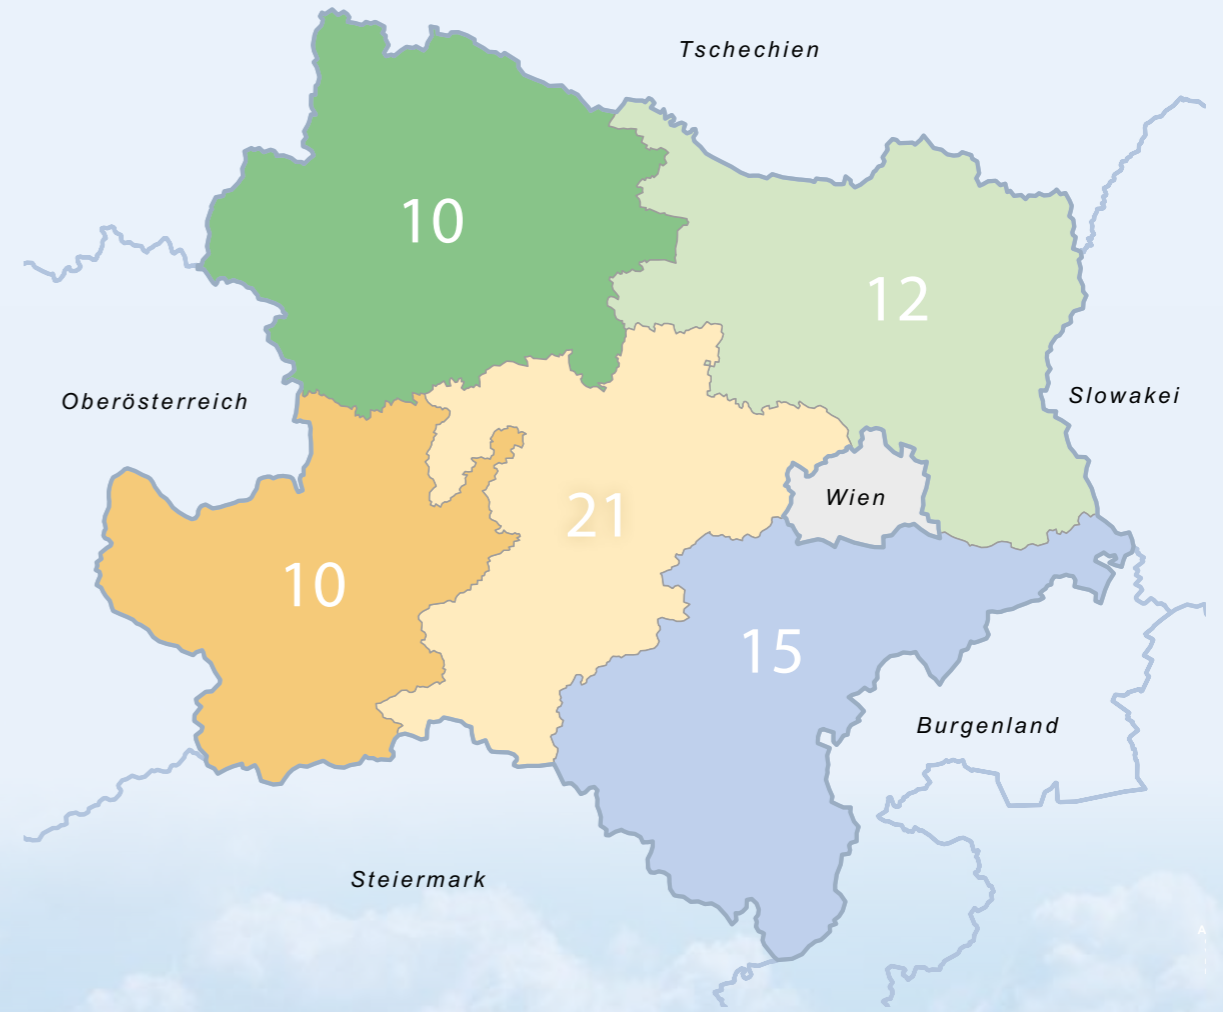 Tschechien
10
12
Oberösterreich
Slowakei
Wien
21
10
15
Burgenland
Steiermark
A